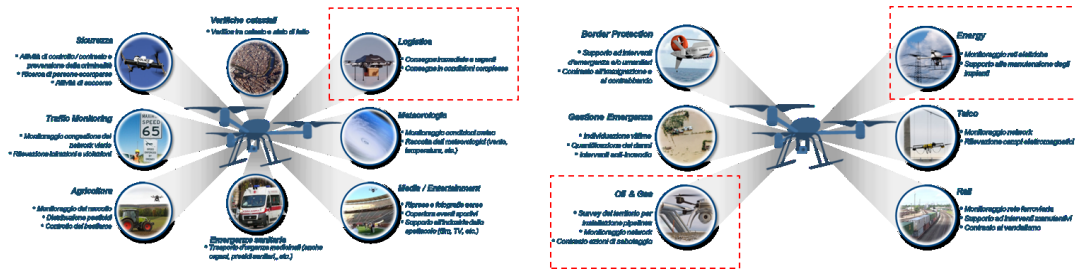 Verifiche catastali
* Verifica tra catasto e stato di fatto
Sicurezza
* Attività di controllo / contrasto e
prevenzione della criminalità
* Ricerca di persone scomparse
* Attività di soccorso
Logistica
* Consegne immediate e urgenti
* Consegne in condizioni complesse
Traffic Monitoring
* Monitoraggio congestione del
network viario
* Rilevazione istrazioni e violazioni
SPEED
65
Meteorologia
* Monitoraggio condizioni meteo
* Raccolta dati meteorologici (vento,
temperatura, etc.)
Agricoltura
* Monitoraggio del raccolto
* Distribuzione pesticidi
* Controllo del bestiame
Emergenze sanitarie
* Trasporto d'urgenza medicinali (anche
organi, presidi sanitari,, etc.)
Media / Entertainment
* Riprese e fotografie aeree
* Copertura eventi sportivi
* Supporto all'industria dello
spettacolo (film, TV, etc.)
Border Protection
* Supporto ad interventi
d'emergenza e/o umanitari
* Contrasto all'immigrazione e
al contrabbando
Energy
* Monitoraggio reti elettriche
* Supporto alla manutenzione degli
impianti
Gestione Emergenze
* Individuazione vittime
* Quantificazione dei danni
* Interventi anti-incendio
Telco
* Monitoraggio network
* Rilevazione campi elettromagnetici
Oil & Gas
* Survey del territorio per
installazione pipelines
* Monitoraggio network
* Contrasto azioni di sabotaggio
Rail
* Monitoraggio rete ferroviaria
* Supporto ad interventi manutentivi
* Contrasto al vandalismo